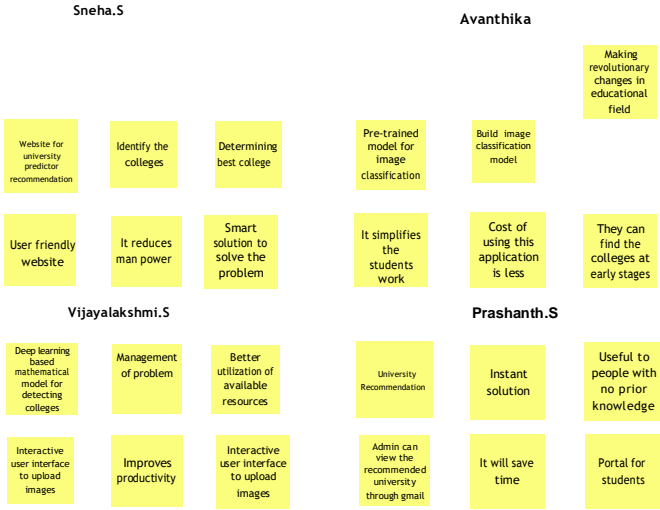 Sneha.S
Website for
university
predictor
recommendation
Identify the
colleges
Determining
best college
User friendly
website
It reduces
man power
Smart
solution to
solve the
problem
Avanthika
Making
revolutionary
changes in
educational
field
Pre-trained
model for
image
classification
Build image
classification
model
It simplifies
the
students
work
Cost of
using this
application
is less
They can
find the
colleges at
early stages
Vijayalakshmi.S
Deep learning
based
mathematical
model for
detecting
colleges
Management
of problem
Better
utilization of
available
resources
Interactive
user interface
to upload
images
Improves
productivity
Interactive
user interface
to upload
images
Prashanth.S
University
Recommendation
Instant
solution
Useful to
people with
no prior
knowledge
Admin can
view the
recommended
university
through gmail
It will save
time
Portal for
students